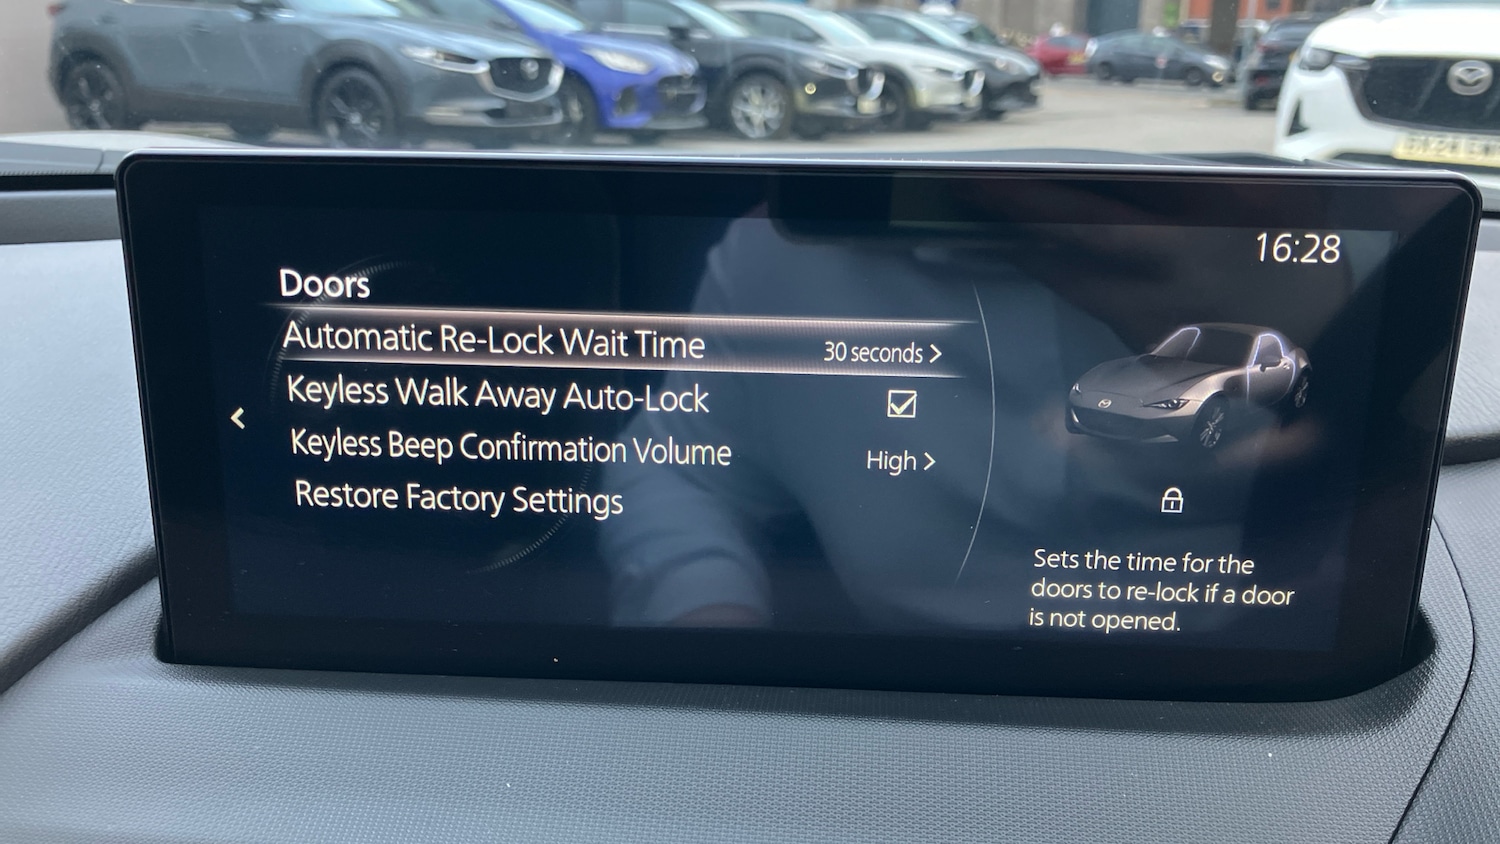 16:28
Doors
Automatic Re-Lock Wait Time 30 seconds >
Keyless Walk Away Auto-Lock
Keyless Beep Confirmation Volume High >
Restore Factory Settings
Sets the time for the
doors to re-lock if a door
is not opened.